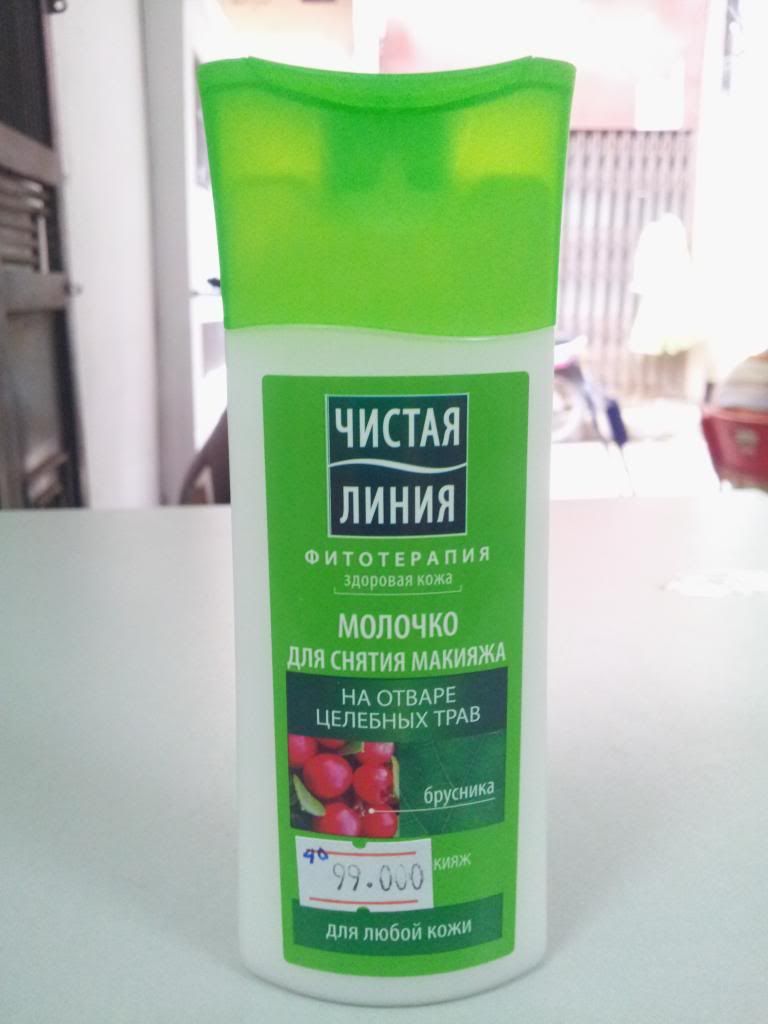 ЧИСТАЯ
ЛИНИЯ
ФИТОТЕРАПИЯ
здоровая кожа
МОЛОЧКО
ДЛЯ СНЯТИЯ МАКИЯЖА
НА ОТВАРЕ
ЦЕЛЕБНЫХ ТРАВ
брусника
кияж
99.000
для любой кожи